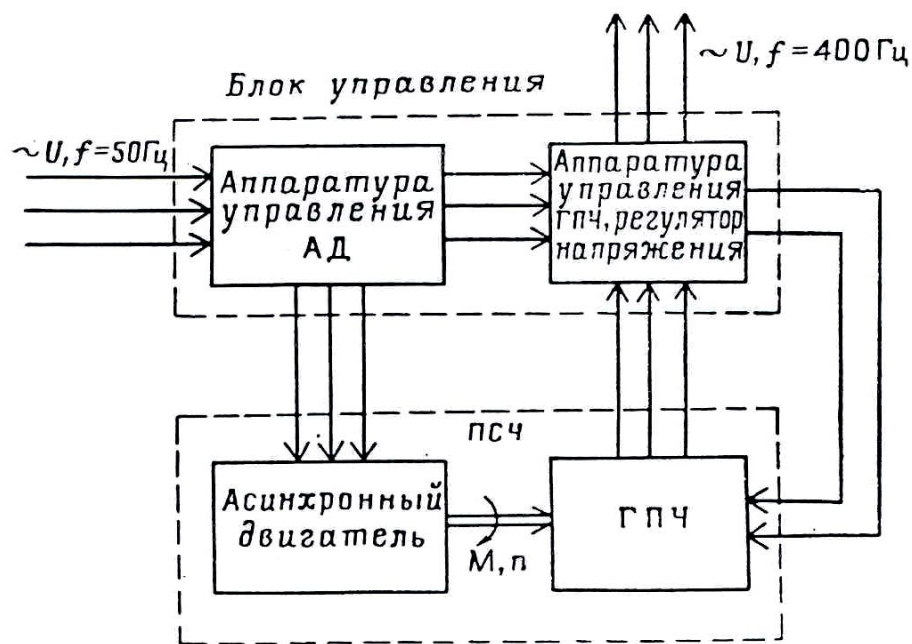 ~U, f=400Гц
Блок управления
~U, f=50Гц
Аппаратура
управления
АД
Аппаратура
управления
ГПЧ, регулятор
напряжения
ПСЧ
Асинхронный
двигатель
М, п
ГПЧ